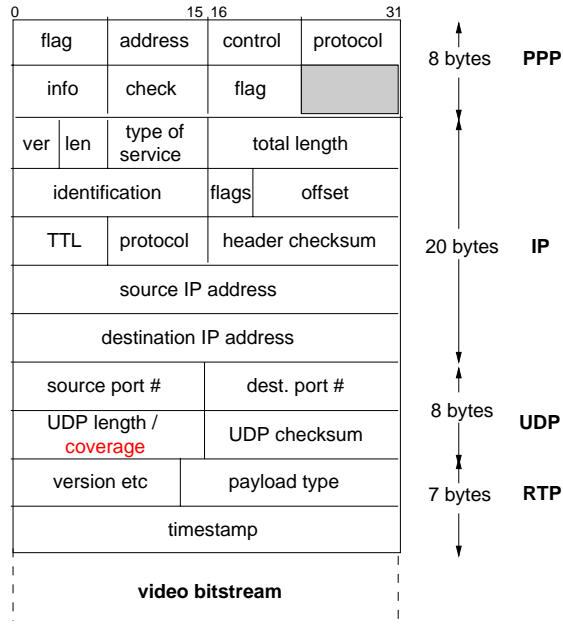 0 15 16 31
flag address control protocol
8 bytes PPP
info check flag
ver len type of service total length
identification flags offset
TTL protocol header checksum
20 bytes IP
source IP address
destination IP address
source port # dest. port #
8 bytes UDP
UDP length / coverage UDP checksum
version etc payload type
7 bytes RTP
timestamp
video bitstream